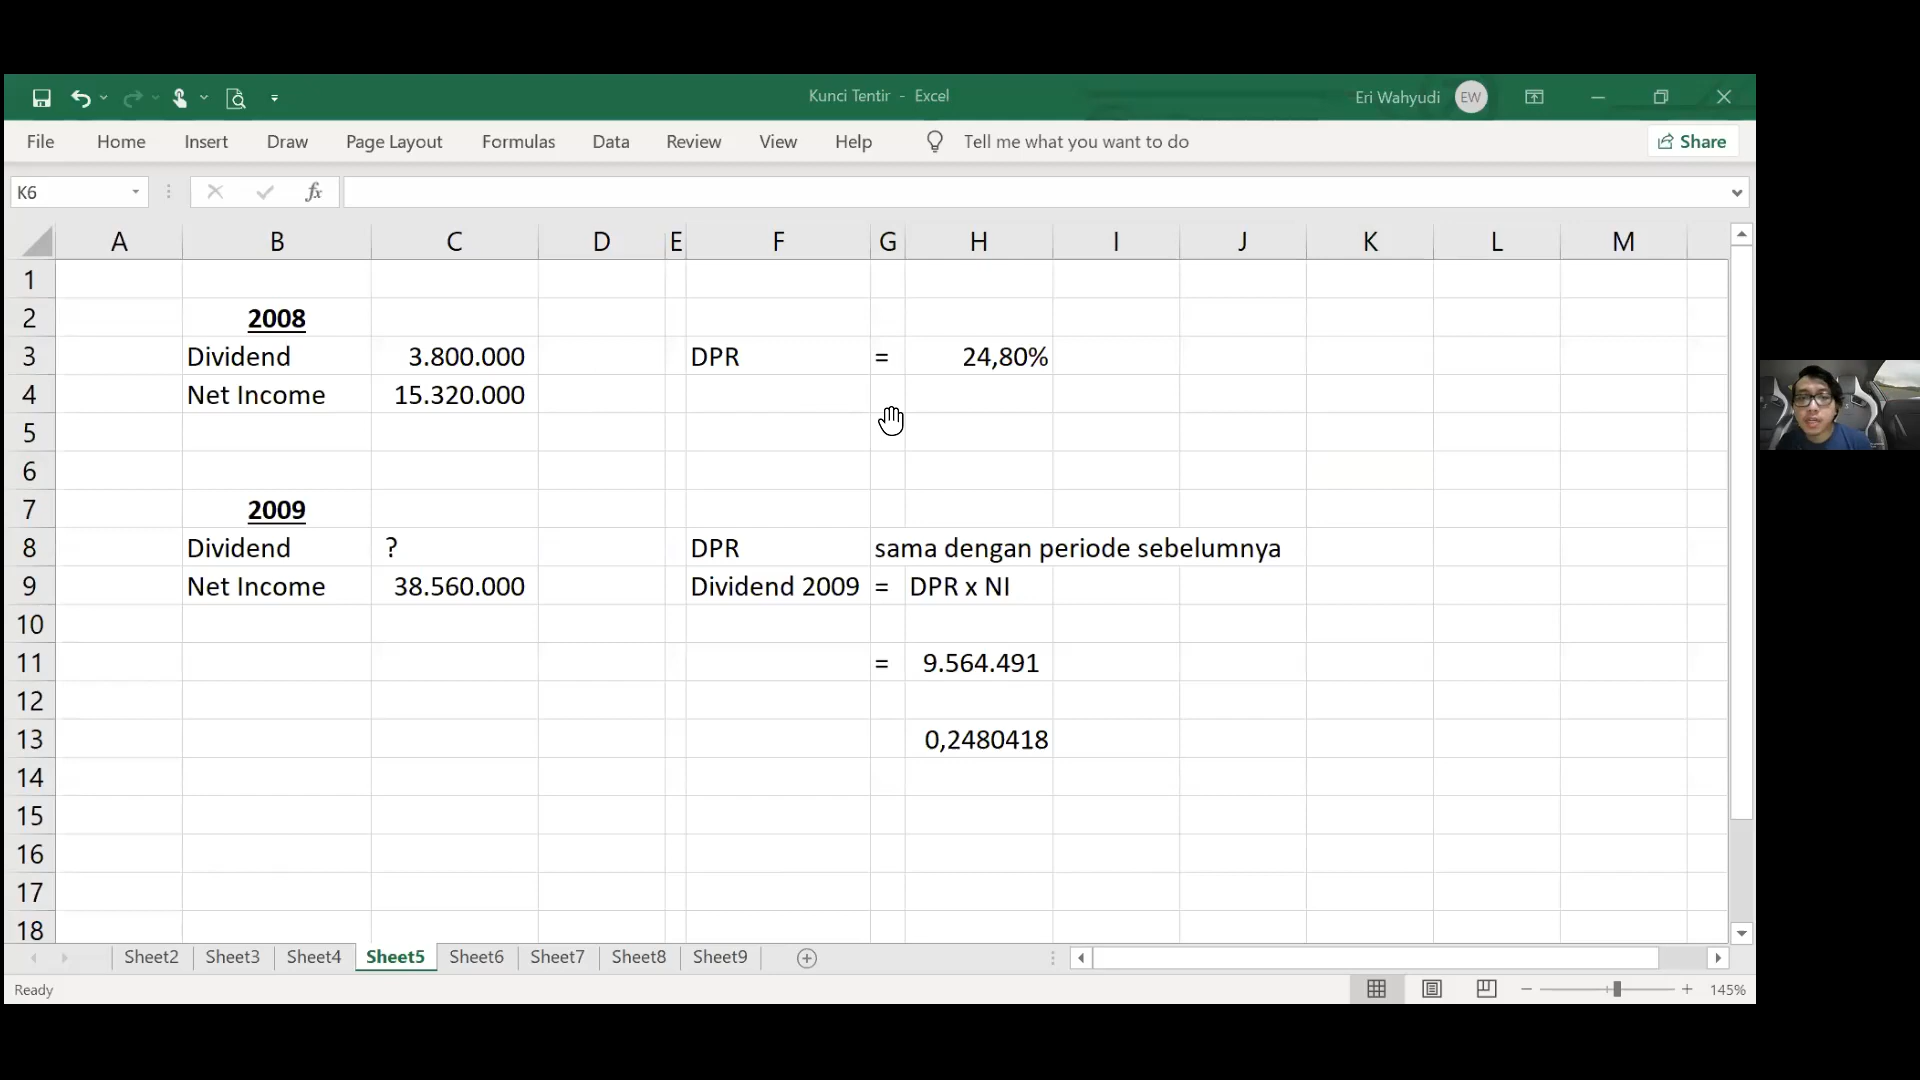 Kunci Tentir - Excel
Eri Wahyudi EW
File Home Insert Draw Page Layout Formulas Data Review View Help Tell me what you want to do Share
K6 fx
A B C D E F G H I J K L M
1
2 2008
3 Dividend 3.800.000 DPR = 24,80%
4 Net Income 15.320.000
5
6
7 2009
8 Dividend ? DPR sama dengan periode sebelumnya
9 Net Income 38.560.000 Dividend 2009 = DPR x NI
10
11 = 9.564.491
12
13 0,2480418
14
15
16
17
18
Sheet2 Sheet3 Sheet4 Sheet5 Sheet6 Sheet7 Sheet8 Sheet9
Ready 145%